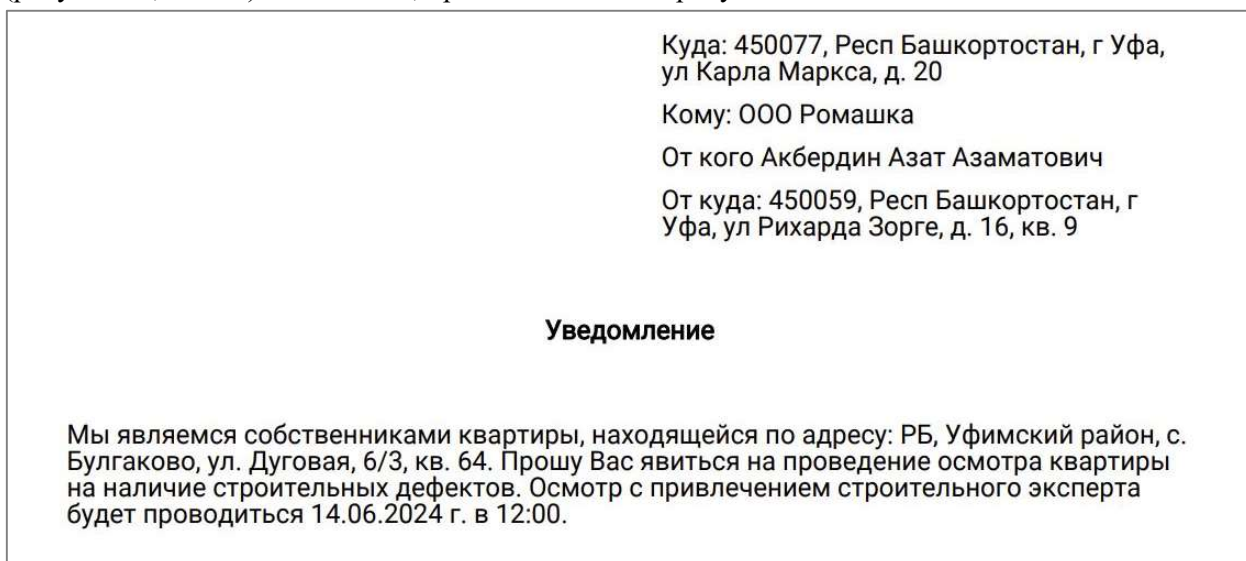 Куда: 450077, Респ Башкортостан, г Уфа,
ул Карла Маркса, д. 20
Кому: ООО Ромашка
От кого Акбердин Азат Азаматович
От куда: 450059, Респ Башкортостан, г
Уфа, ул Рихарда Зорге, д. 16, кв. 9
Уведомление
Мы являемся собственниками квартиры, находящейся по адресу: РБ, Уфимский район, с.
Булгаково, ул. Дуговая, 6/3, кв. 64. Прошу Вас явиться на проведение осмотра квартиры
на наличие строительных дефектов. Осмотр с привлечением строительного эксперта
будет проводиться 14.06.2024 г. в 12:00.